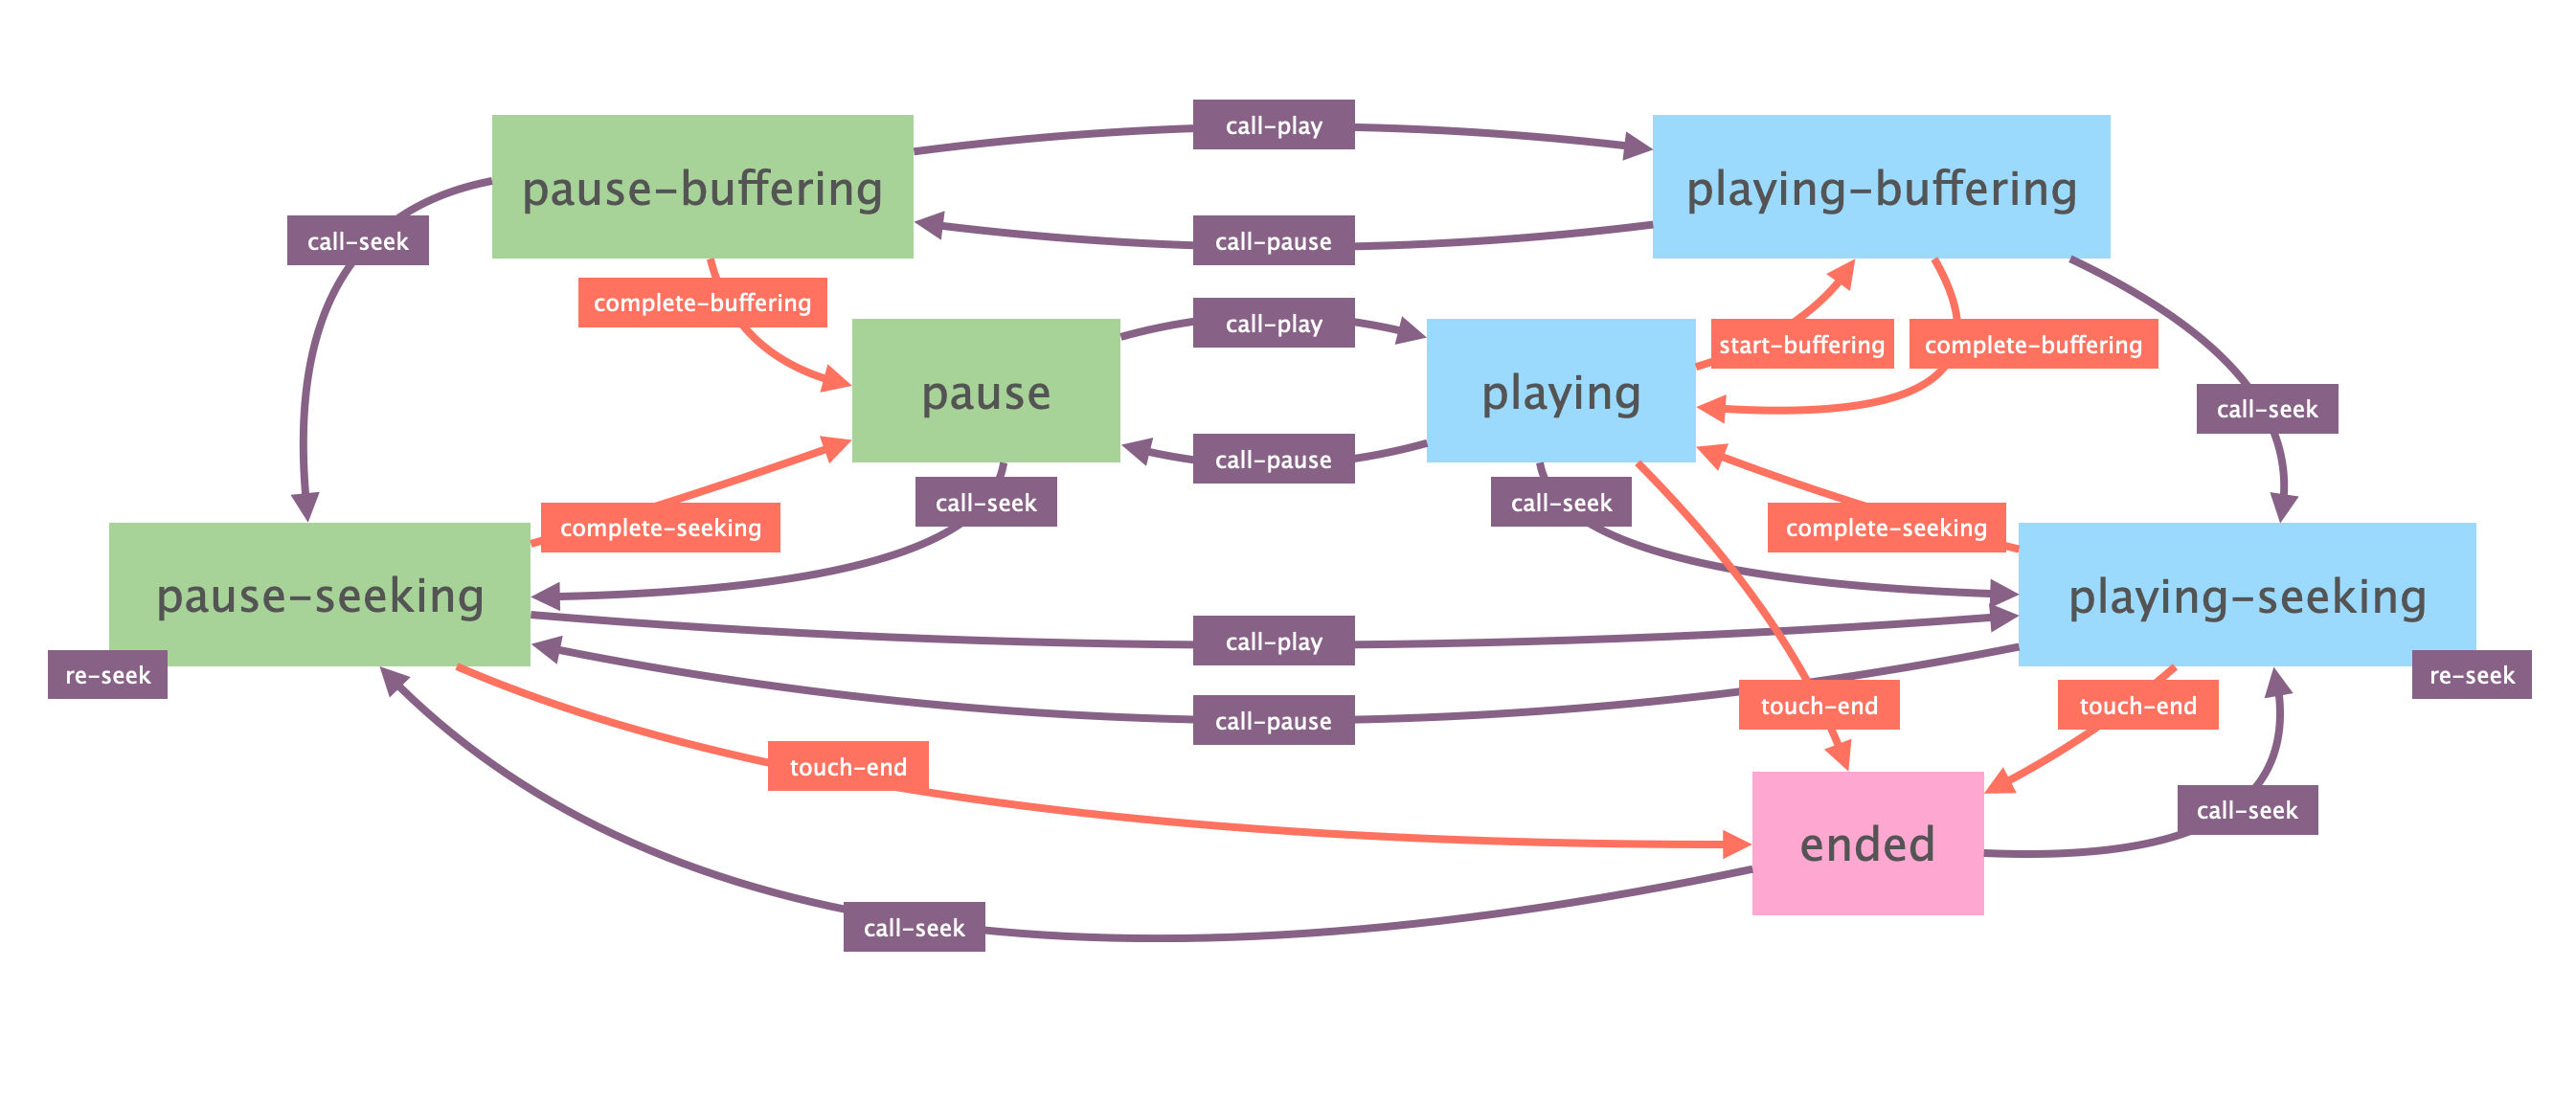 call-play
pause-buffering
playing-buffering
call-seek
call-pause
complete-buffering
call-play
start-buffering
complete-buffering
pause
playing
call-seek
call-pause
call-seek
call-seek
complete-seeking
complete-seeking
pause-seeking
playing-seeking
call-play
re-seek
re-seek
call-pause
touch-end
touch-end
touch-end
call-seek
ended
call-seek